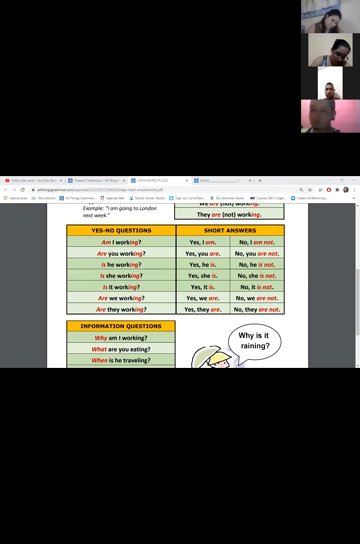 allthingsgrammar.com
Example: "I am going to London
next week."
We are (not) working.
They are (not) working.
YES-NO QUESTIONS
SHORT ANSWERS
Am I working?
Yes, I am.
No, I am not.
Are you working?
Yes, you are.
No, you are not.
Is he working?
Yes, he is.
No, he is not.
Is she working?
Yes, she is.
No, she is not.
Is it working?
Yes, it is.
No, it is not.
Are we working?
Yes, we are.
No, we are not.
Are they working?
Yes, they are.
No, they are not.
INFORMATION QUESTIONS
Why am I working?
What are you eating?
When is he traveling?
Why is it
raining?